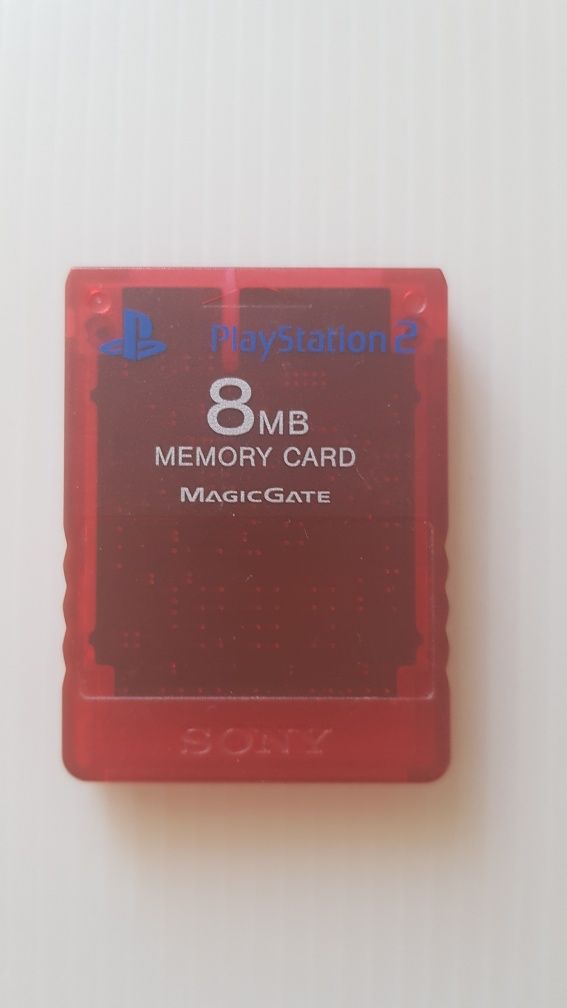 PlayStation 2
8MB
MEMORY CARD
MAGICGATE
SONY